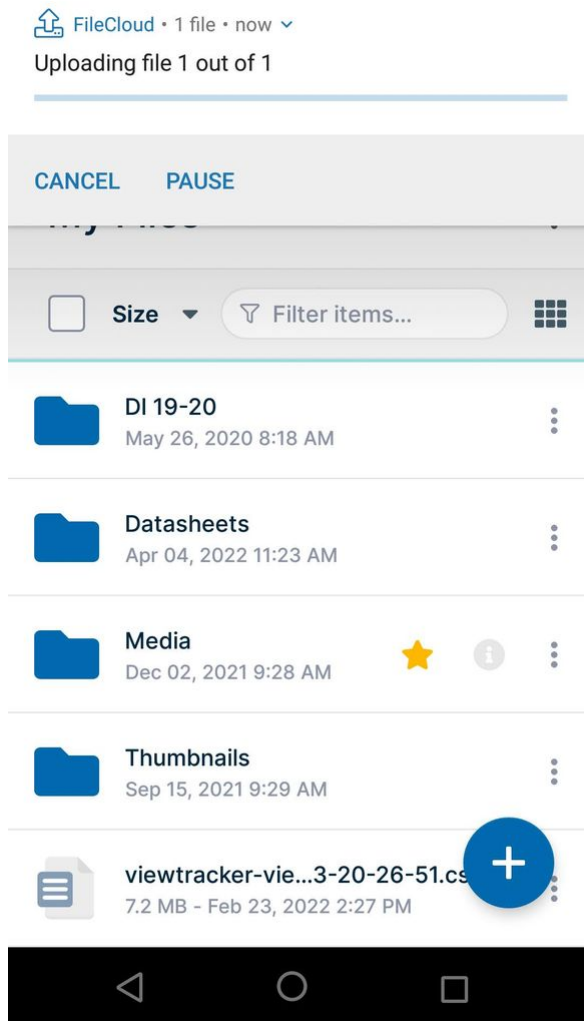 FileCloud • 1 file • now
Uploading file 1 out of 1
CANCEL PAUSE
My Files
Size Filter items...
DI 19-20
May 26, 2020 8:18 AM
Datasheets
Apr 04, 2022 11:23 AM
Media
Dec 02, 2021 9:28 AM
Thumbnails
Sep 15, 2021 9:29 AM
viewtracker-vie...3-20-26-51.cs
7.2 MB - Feb 23, 2022 2:27 PM